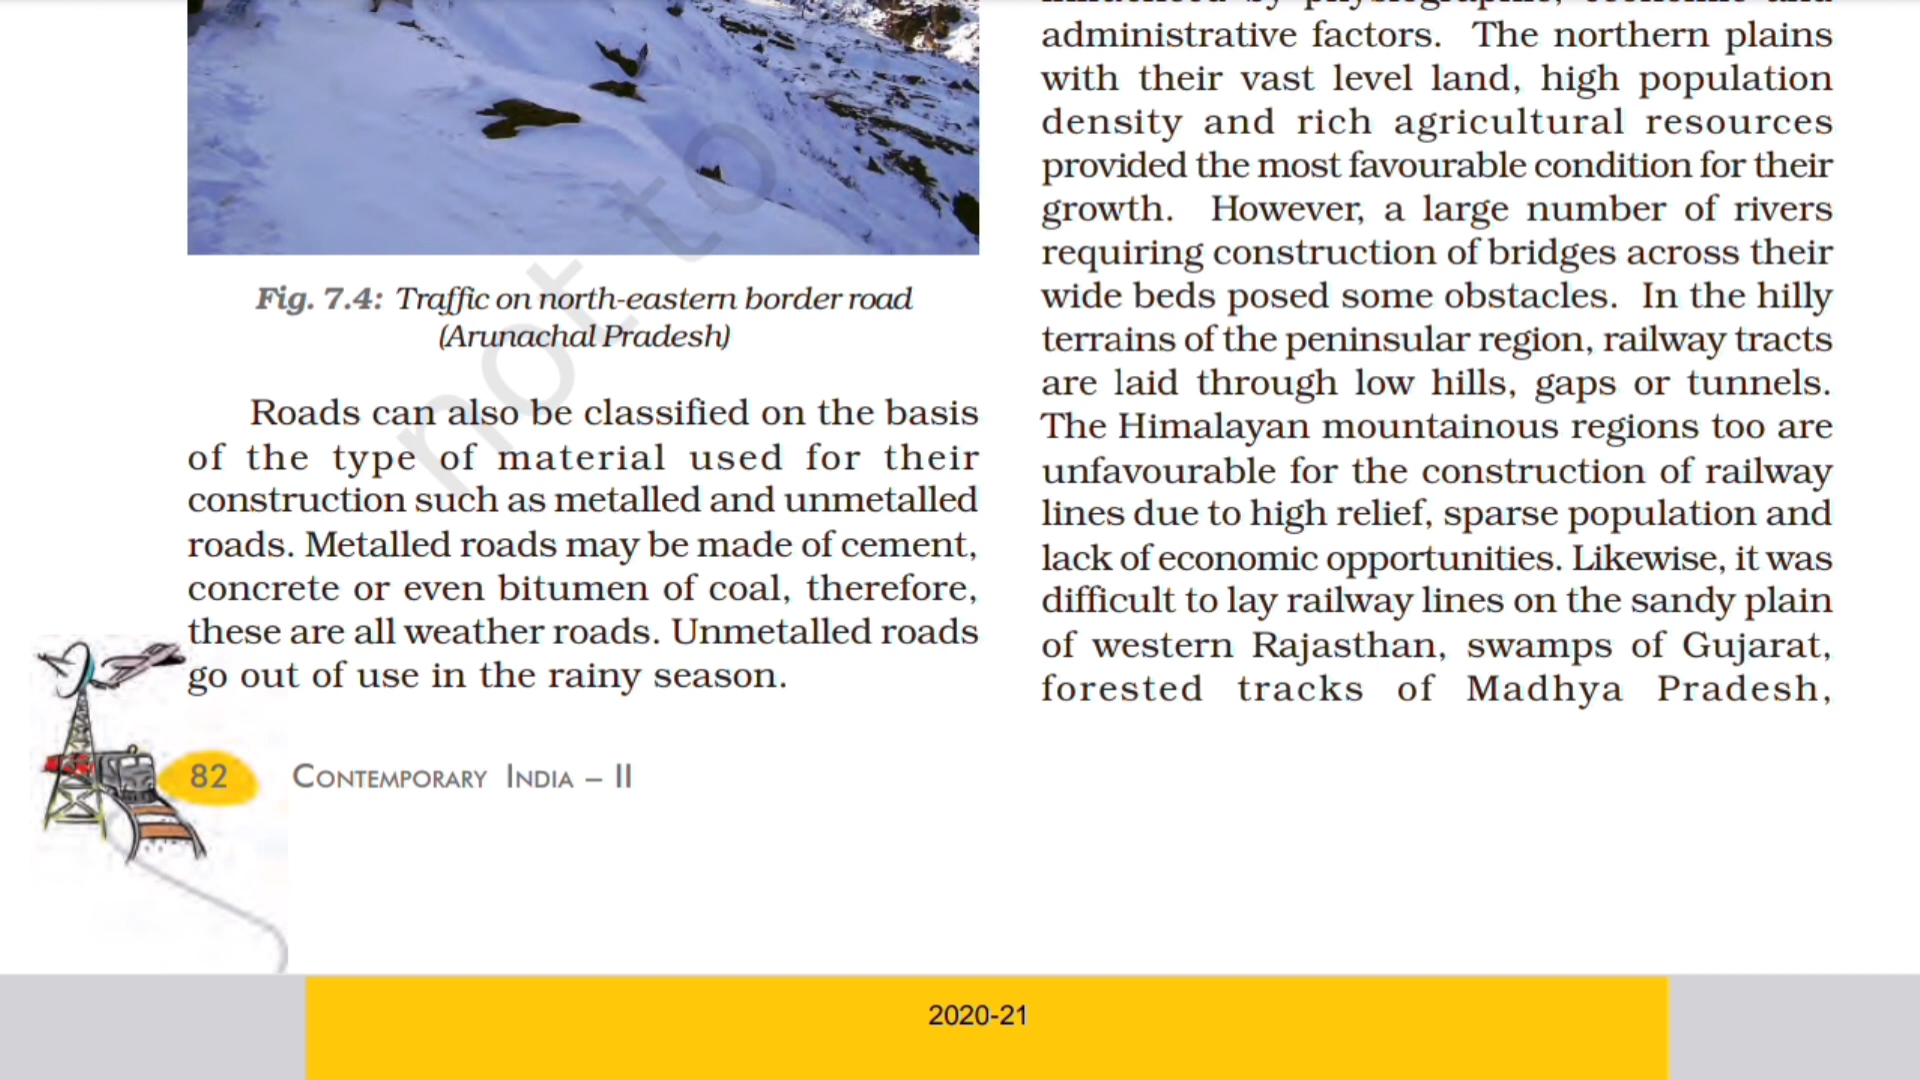 Fig. 7.4: Traffic on north-eastern border road
(Arunachal Pradesh)
Roads can also be classified on the basis
of the type of material used for their
construction such as metalled and unmetalled
roads. Metalled roads may be made of cement,
concrete or even bitumen of coal, therefore,
these are all weather roads. Unmetalled roads
go out of use in the rainy season.
administrative factors. The northern plains
with their vast level land, high population
density and rich agricultural resources
provided the most favourable condition for their
growth. However, a large number of rivers
requiring construction of bridges across their
wide beds posed some obstacles. In the hilly
terrains of the peninsular region, railway tracts
are laid through low hills, gaps or tunnels.
The Himalayan mountainous regions too are
unfavourable for the construction of railway
lines due to high relief, sparse population and
lack of economic opportunities. Likewise, it was
difficult to lay railway lines on the sandy plain
of western Rajasthan, swamps of Gujarat,
forested tracks of Madhya Pradesh,
not to
82 CONTEMPORARY INDIA – II
2020-21